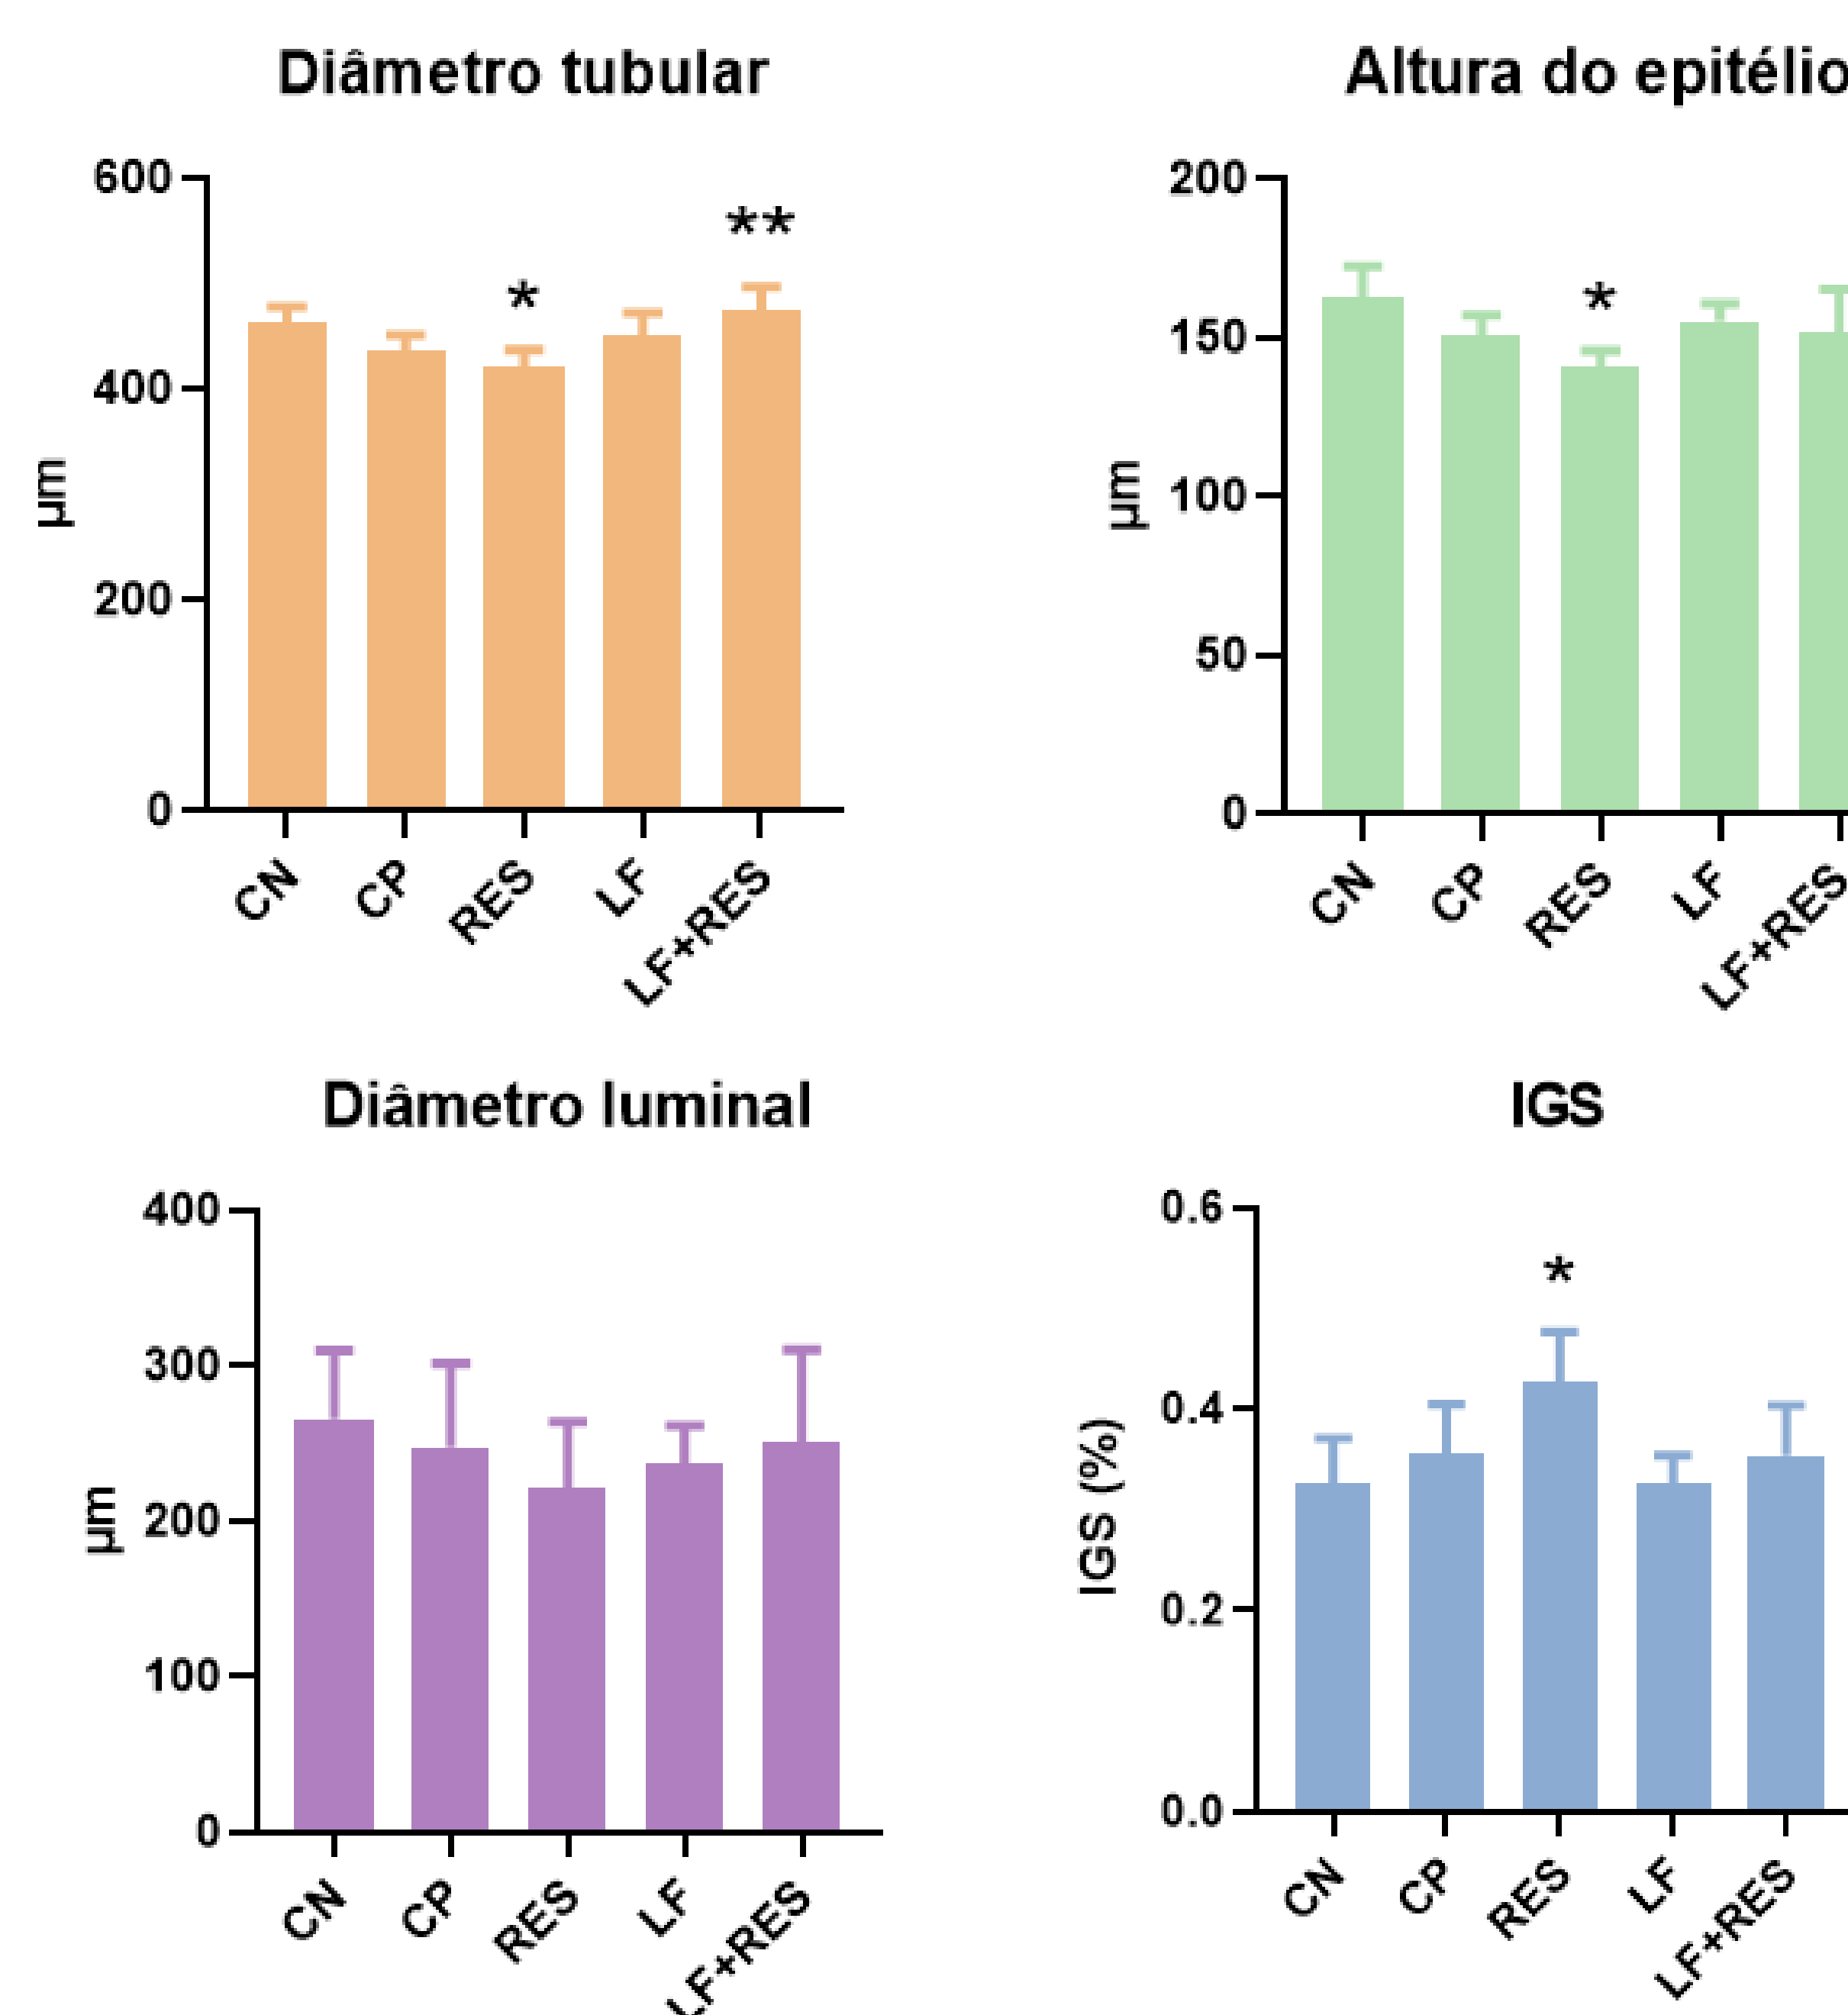 Diâmetro tubular
600
400
200
0
µm
*
**
CN
CP
RES
LF
LF+RES
Altura do epitélio
200
150
100
50
0
µm
*
CN
CP
RES
LF
LF+RES
Diâmetro luminal
400
300
200
100
0
µm
CN
CP
RES
LF
LF+RES
IGS
0.6
0.4
0.2
0.0
IGS (%)
*
CN
CP
RES
LF
LF+RES